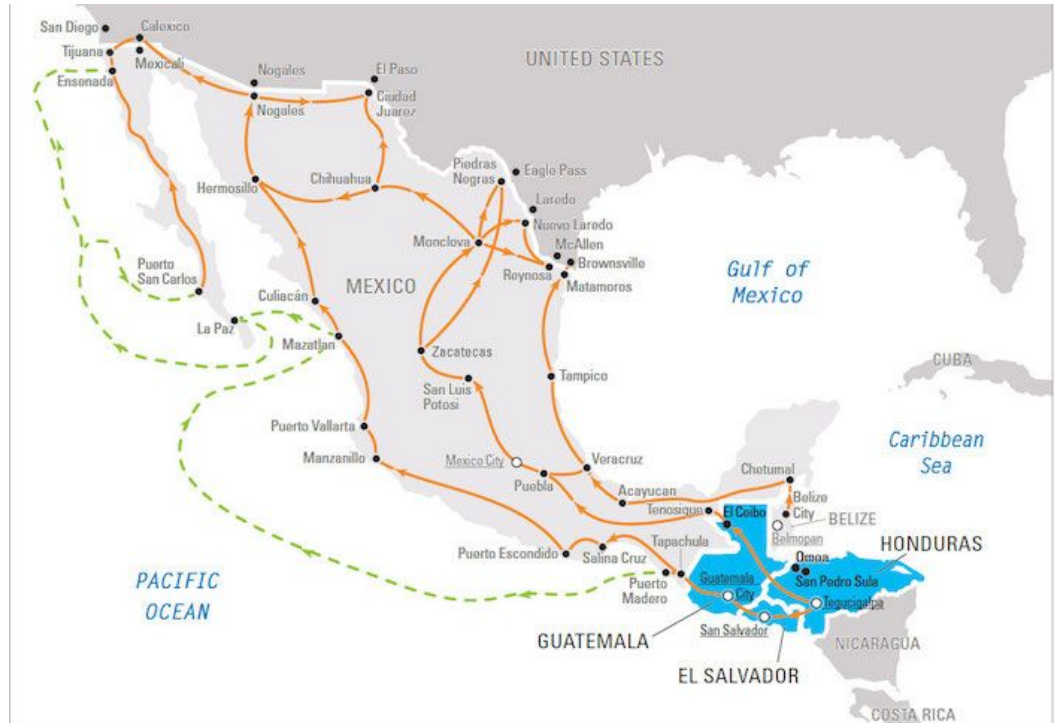 San Diego
Calexico
Tijuana
Mexicali
Ensenada
Nogales
Nogales
El Paso
Ciudad
Juarez
UNITED STATES
Hermosillo
Chihuahua
Piedras
Negras
Eagle Pass
Laredo
Nuevo Laredo
Monclova
McAllen
Brownsville
Reynosa
Matamoros
Gulf of
Mexico
Puerto
San Carlos
MEXICO
Culiacán
La Paz
Mazatlan
Zacatecas
CUBA
San Luis
Potosi
Tampico
Puerto Vallarta
Caribbean
Sea
Manzanillo
Mexico City
Veracruz
Puebla
Chetumal
Acayucan
Belize
City
BELIZE
Tenosique
El Ceibo
Belmopan
HONDURAS
Puerto Escondido
Salina Cruz
Tapachula
Omoa
San Pedro Sula
PACIFIC
OCEAN
Puerto
Madero
Guatemala
City
Tegucigalpa
GUATEMALA
San Salvador
NICARAGUA
EL SALVADOR
COSTA RICA